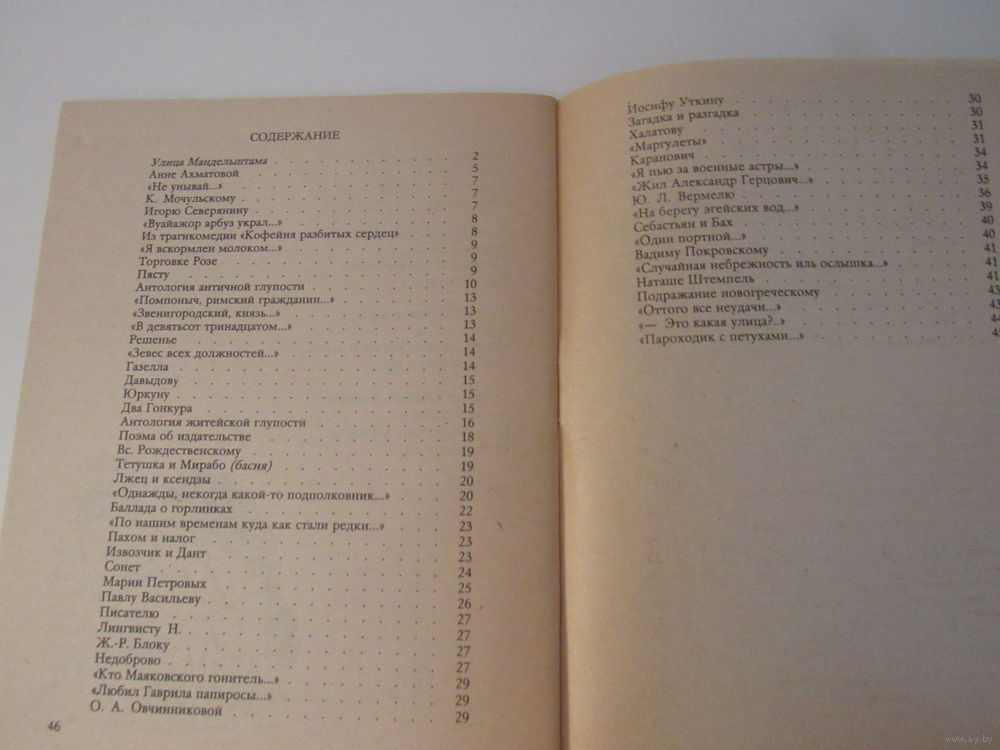 СОДЕРЖАНИЕ
Улица Мандельштама . . . . . . . . . . 2
Анне Ахматовой . . . . . . . . . . 5
«Не унывай...» . . . . . . . . . . 7
К. Мочульскому . . . . . . . . . . 7
Игорю Северянину . . . . . . . . . . 7
«Вуайажор арбуз украл...» . . . . . . . . . . 8
Из трагикомедии «Кофейня разбитых сердец» . . . 8
«Я вскормлен молоком...» . . . . . . . . . . 9
Торговке Розе . . . . . . . . . . 9
Пясту . . . . . . . . . . 9
Антология античной глупости . . . . . . . . . . 10
«Помпоныч, римский гражданин...» . . . . . . . . 13
«Звенигородский, князь...» . . . . . . . . . . 13
«В девятьсот тринадцатом...» . . . . . . . . . . 13
Решенье . . . . . . . . . . 14
«Зевес всех должностей...» . . . . . . . . . . 14
Газелла . . . . . . . . . . 14
Давыдову . . . . . . . . . . 15
Юркуну . . . . . . . . . . 15
Два Гонкура . . . . . . . . . . 15
Антология житейской глупости . . . . . . . . . . 16
Поэма об издательстве . . . . . . . . . . 18
Вс. Рождественскому . . . . . . . . . . 19
Тетушка и Мирабо (басня) . . . . . . . . . . 19
Лжец и ксендзы . . . . . . . . . . 20
«Однажды, некогда какой-то подполковник...» . . . 20
Баллада о горлинках . . . . . . . . . . 22
«По нашим временам куда как стали редки...» . . . 23
Пахом и налог . . . . . . . . . . 23
Извозчик и Дант . . . . . . . . . . 23
Сонет . . . . . . . . . . 24
Марии Петровых . . . . . . . . . . 25
Павлу Васильеву . . . . . . . . . . 26
Писателю . . . . . . . . . . 27
Лингвисту Н. . . . . . . . . . . 27
Ж.-Р. Блоку . . . . . . . . . . 27
Недоброво . . . . . . . . . . 27
«Кто Маяковского гонитель...» . . . . . . . . . . 29
«Любил Гаврила папиросы...» . . . . . . . . . . 29
О. А. Овчинниковой . . . . . . . . . . 29
46
Иосифу Уткину . . . . . . . . . . 30
Загадка и разгадка . . . . . . . . . . 30
Халатову . . . . . . . . . . 31
«Маргулеты» . . . . . . . . . . 31
Каранович . . . . . . . . . . 34
«Я пью за военные астры...» . . . . . . . . . . 34
«Жил Александр Герцович...» . . . . . . . . . . 35
Ю. Л. Вермелю . . . . . . . . . . 36
«На берегу эгейских вод...» . . . . . . . . . . 39
Себастьян и Бах . . . . . . . . . . 40
«Один портной...» . . . . . . . . . . 40
Вадиму Покровскому . . . . . . . . . . 41
«Случайная небрежность иль ослышка...» . . . . . 41
Наташе Штемпель . . . . . . . . . . 41
Подражание новогреческому . . . . . . . . . . 43
«Оттого все неудачи...» . . . . . . . . . .
«— Это какая улица?..» . . . . . . . . . .
«Пароходик с петухами...» . . . . . . . . . .
www.ay.by